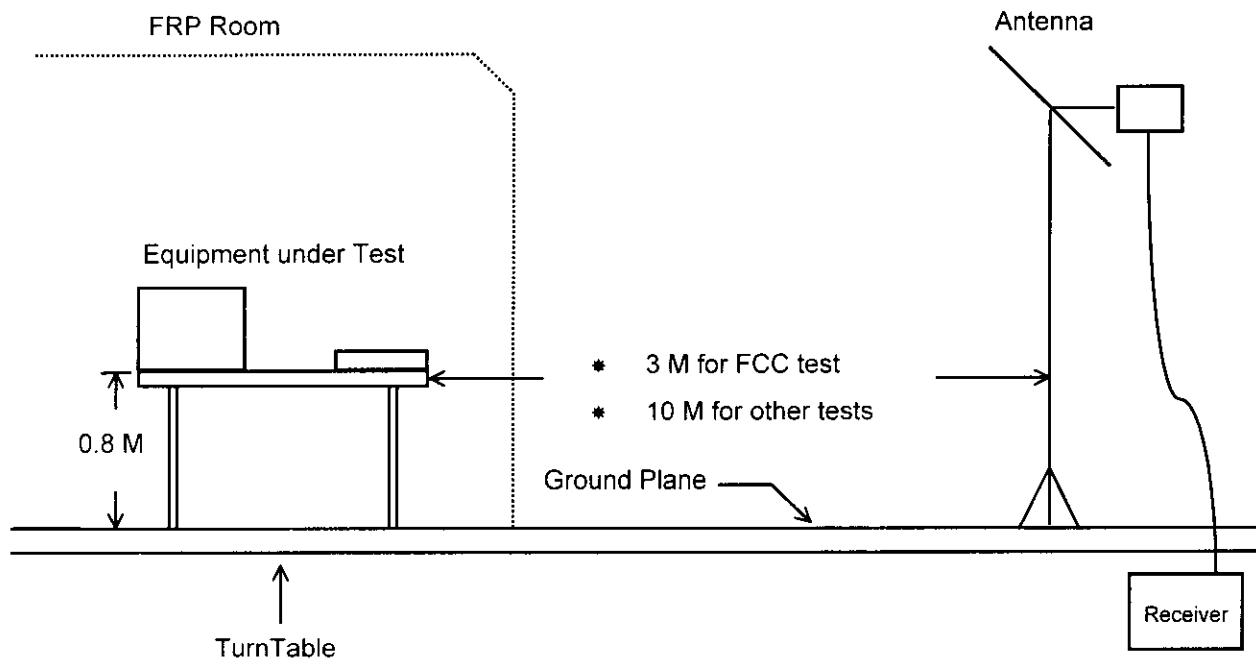 FRP Room
Antenna
Equipment under Test
* 3 M for FCC test
* 10 M for other tests
0.8 M
Ground Plane
Receiver
TurnTable